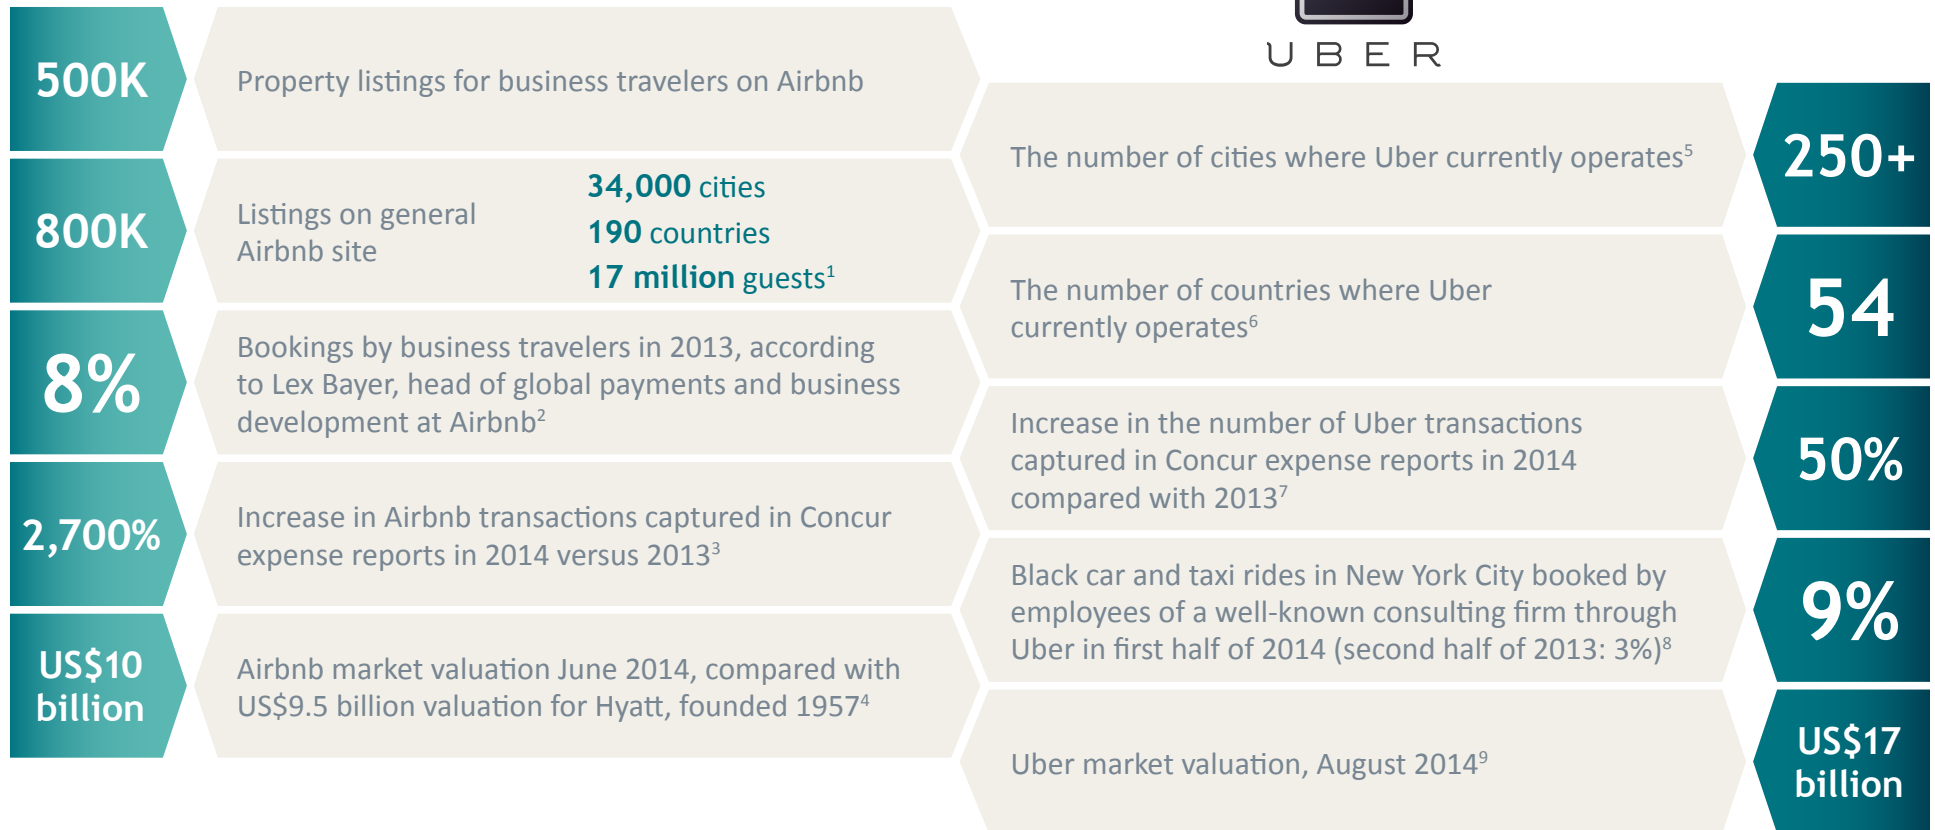 500K
Property listings for business travelers on Airbnb
800K
Listings on general
Airbnb site
34,000 cities
190 countries
17 million guests1
8%
Bookings by business travelers in 2013, according
to Lex Bayer, head of global payments and business
development at Airbnb2
2,700%
Increase in Airbnb transactions captured in Concur
expense reports in 2014 versus 20133
US$10
billion
Airbnb market valuation June 2014, compared with
US$9.5 billion valuation for Hyatt, founded 19574
UBER
The number of cities where Uber currently operates5
250+
The number of countries where Uber
currently operates6
54
Increase in the number of Uber transactions
captured in Concur expense reports in 2014
compared with 20137
50%
Black car and taxi rides in New York City booked by
employees of a well-known consulting firm through
Uber in first half of 2014 (second half of 2013: 3%)8
9%
Uber market valuation, August 20149
US$17
billion